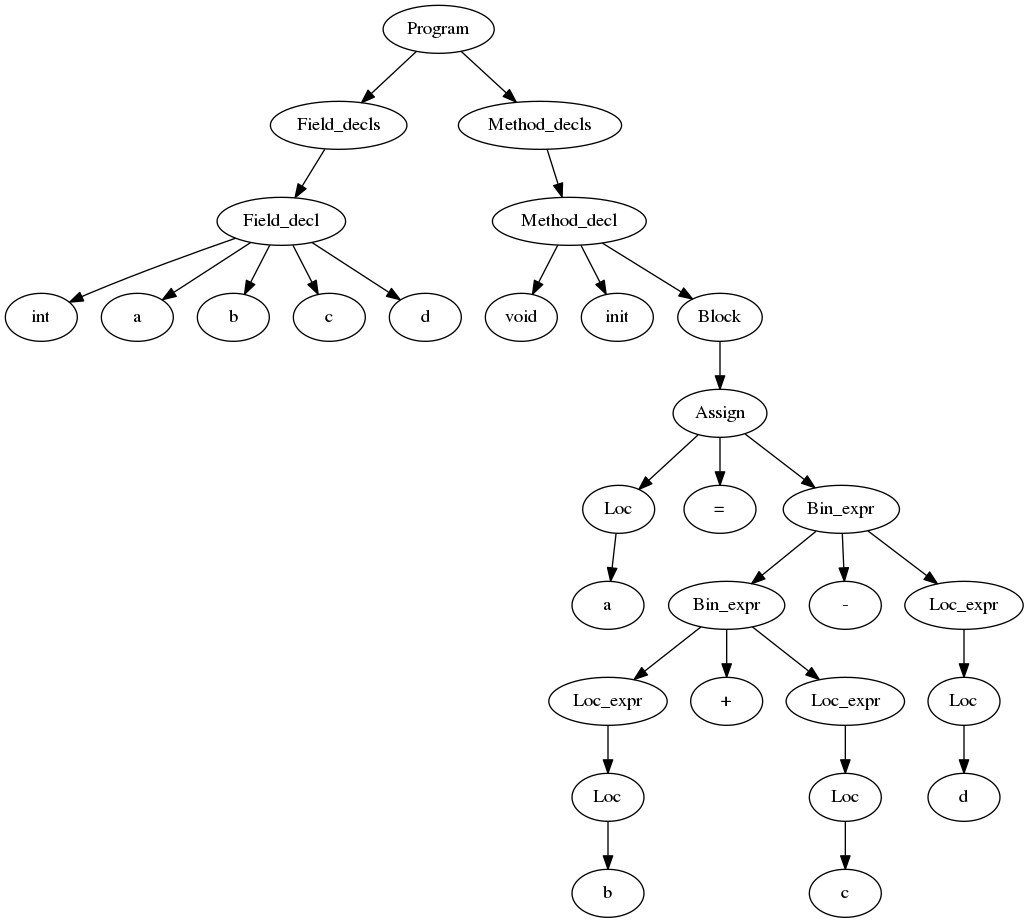 Program
Field_decls Method_decls
Field_decl Method_decl
int a b c d void init Block
Assign
Loc = Bin_expr
a Bin_expr - Loc_expr
Loc_expr + Loc_expr Loc
Loc Loc d
b c